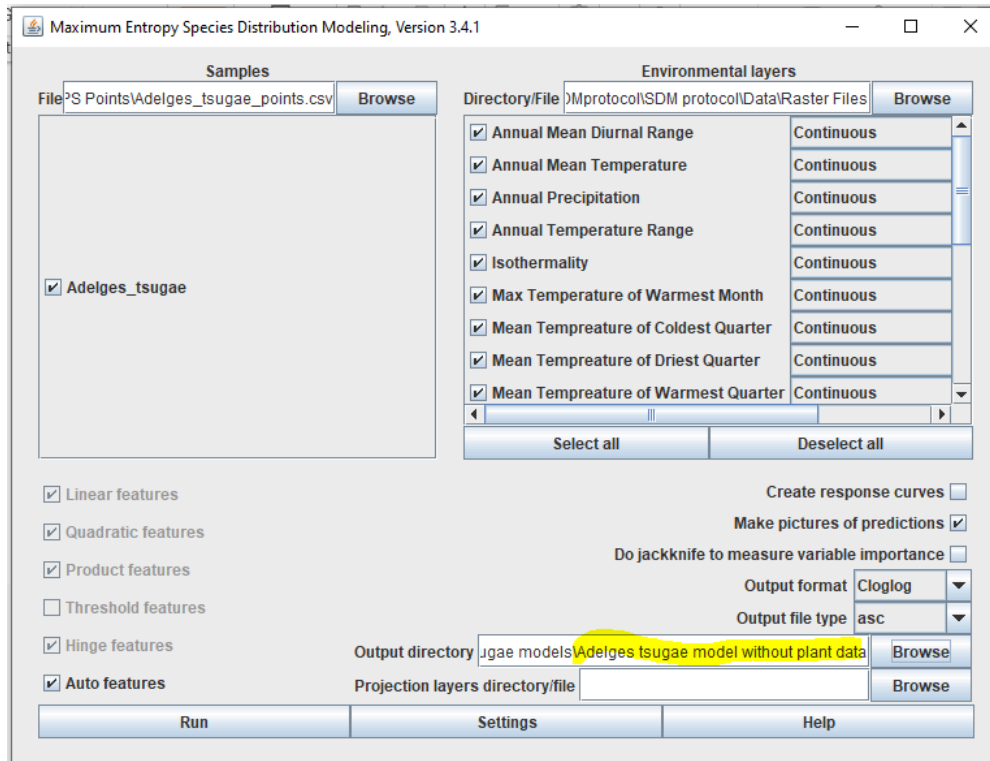 Maximum Entropy Species Distribution Modeling, Version 3.4.1
Samples
File PS Points\Adelges_tsugae_points.csv Browse
Adelges_tsugae
Environmental layers
Directory/File Mprotocol\SDM protocol\Data\Raster Files Browse
Annual Mean Diurnal Range Continuous
Annual Mean Temperature Continuous
Annual Precipitation Continuous
Annual Temperature Range Continuous
Isothermality Continuous
Max Temperature of Warmest Month Continuous
Mean Tempreature of Coldest Quarter Continuous
Mean Tempreature of Driest Quarter Continuous
Mean Tempreature of Warmest Quarter Continuous
Select all Deselect all
Linear features
Quadratic features
Product features
Threshold features
Hinge features
Auto features
Create response curves
Make pictures of predictions
Do jackknife to measure variable importance
Output format Cloglog
Output file type asc
Output directory ugae models\Adelges tsugae model without plant data Browse
Projection layers directory/file Browse
Run Settings Help